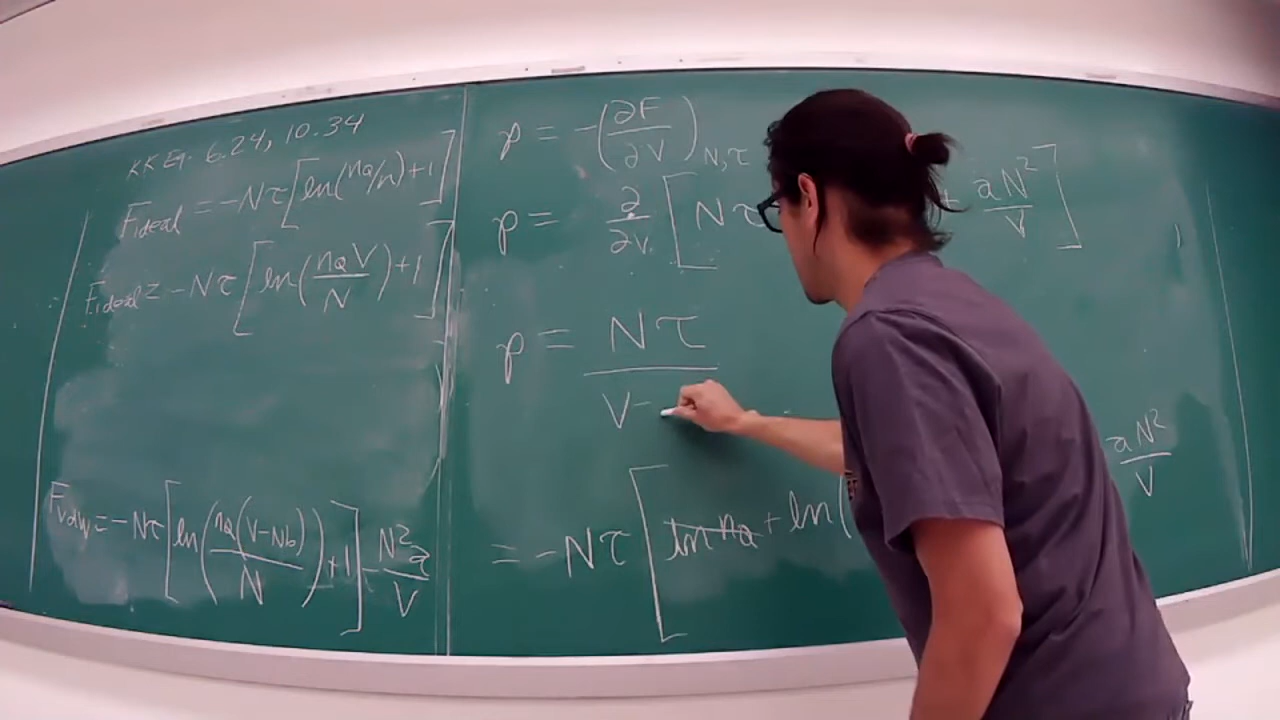 KK Eq. 6.24, 10.34
F_ideal = -Nτ[ln(n_Q/n)+1]
F_ideal = -Nτ[ln(n_Q V/N)+1]
F_vdw = -Nτ[ln(n_Q(V-Nb)/N)+1] - N²a/V
p = -(∂F/∂V)_N,τ
p = ∂/∂V [Nτ + aN²/V]
p = Nτ/V-
= -Nτ[ln n_Q + ln( aN²/V